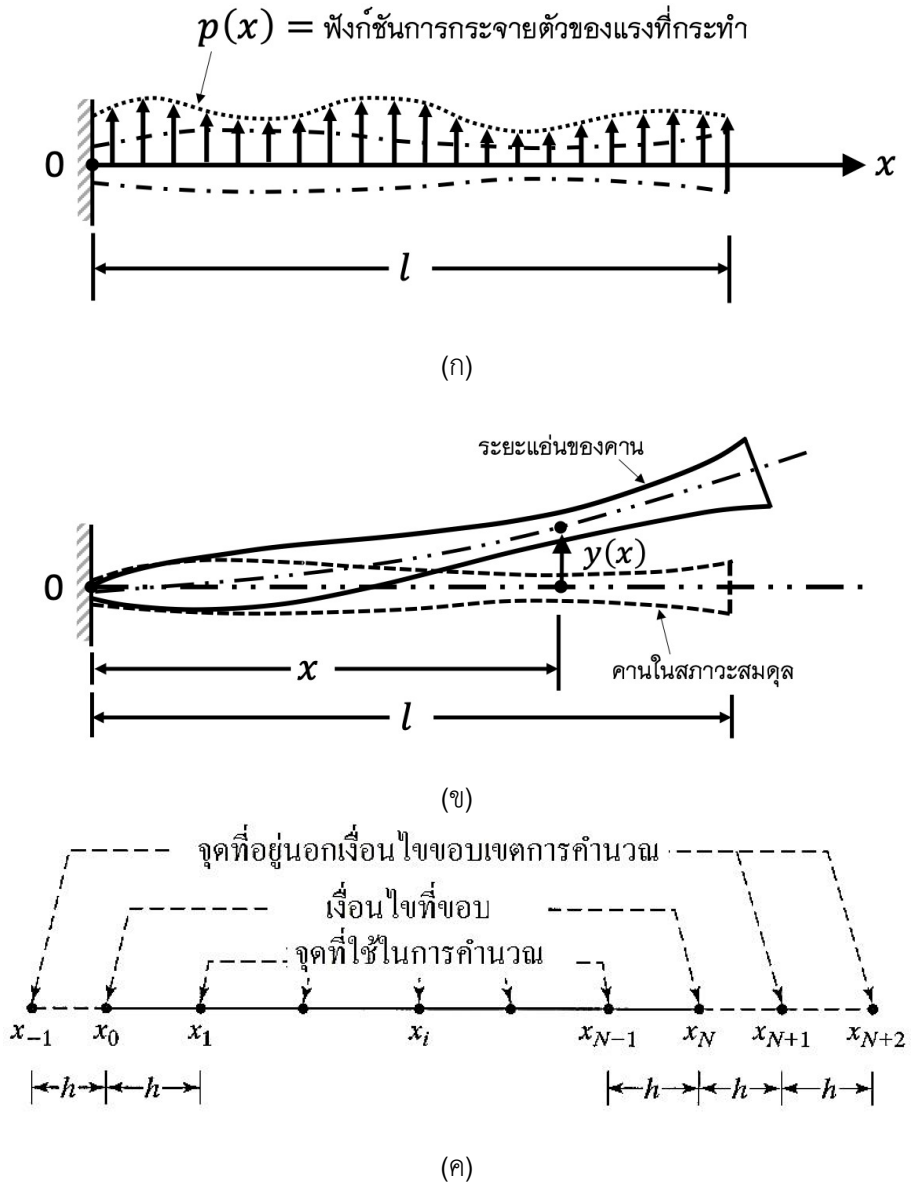 p(x) = ฟังก์ชันการกระจายตัวของแรงที่กระทำ
0
x
l
(ก)
ระยะแอ่นของคาน
0
y(x)
x
คานในสภาวะสมดุล
l
(ข)
จุดที่อยู่นอกเงื่อนไขขอบเขตการคำนวณ
เงื่อนไขที่ขอบ
จุดที่ใช้ในการคำนวณ
x₋₁ x₀ x₁ xᵢ x_{N−1} x_N x_{N+1} x_{N+2}
h h h h h
(ค)